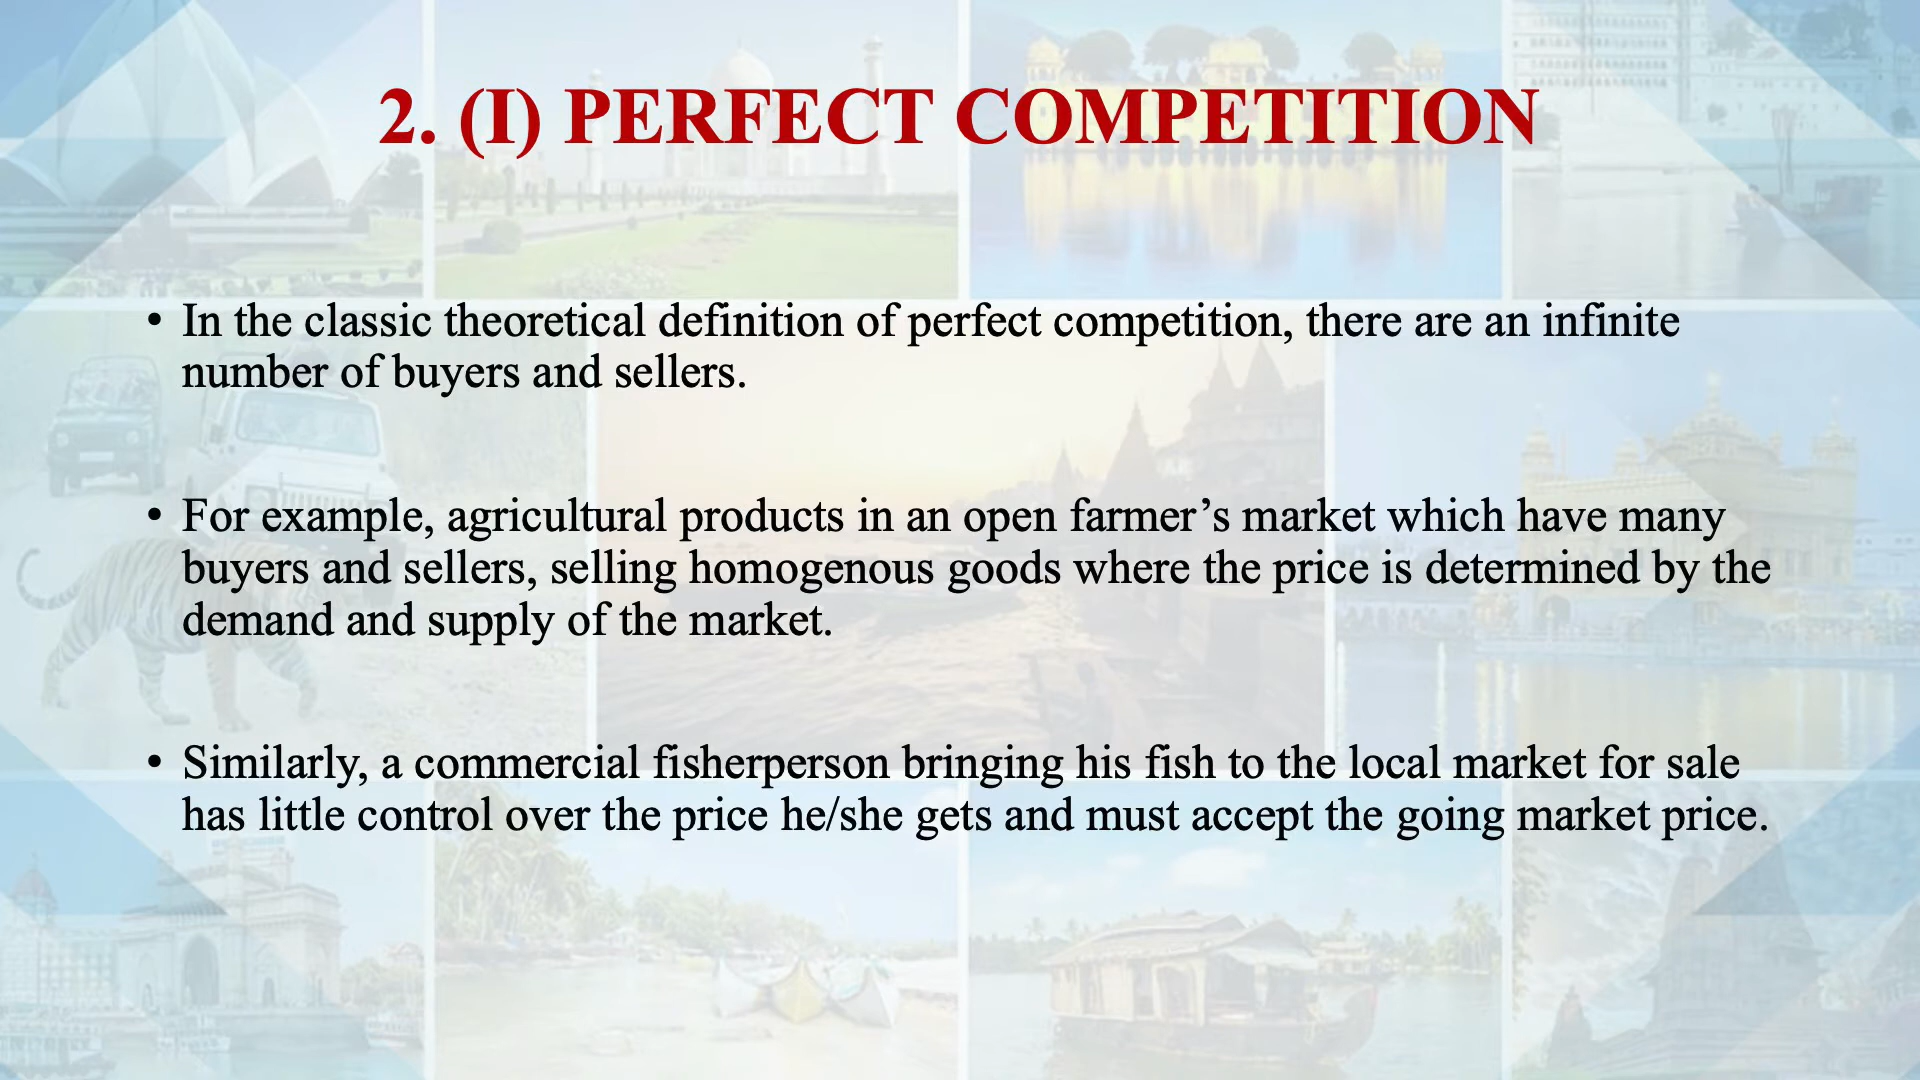 2. (I) PERFECT COMPETITION
• In the classic theoretical definition of perfect competition, there are an infinite
number of buyers and sellers.
• For example, agricultural products in an open farmer’s market which have many
buyers and sellers, selling homogenous goods where the price is determined by the
demand and supply of the market.
• Similarly, a commercial fisherperson bringing his fish to the local market for sale
has little control over the price he/she gets and must accept the going market price.